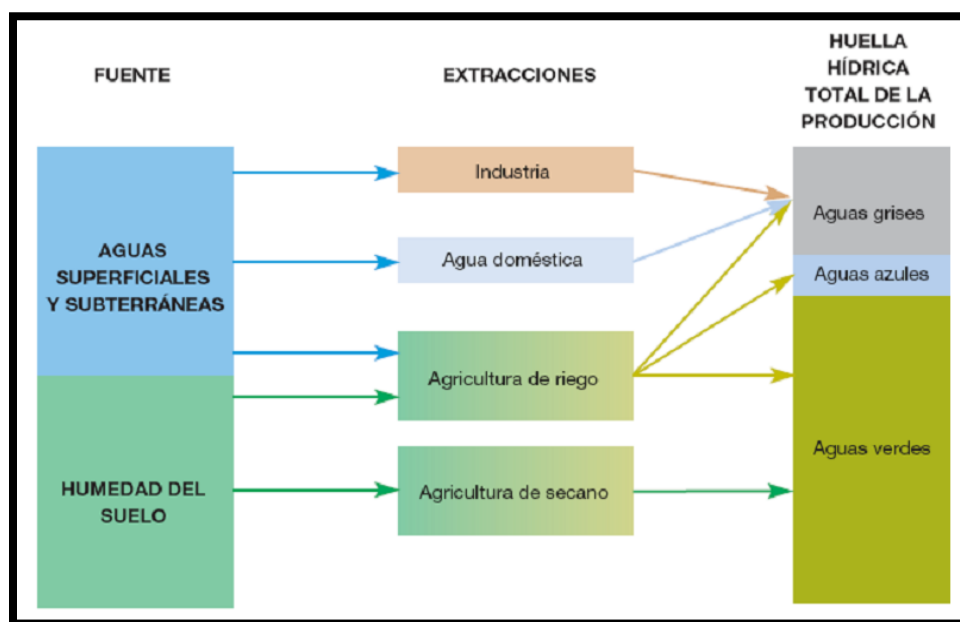 FUENTE
EXTRACCIONES
HUELLA
HÍDRICA
TOTAL DE LA
PRODUCCIÓN
AGUAS
SUPERFICIALES
Y SUBTERRÁNEAS
HUMEDAD DEL
SUELO
Industria
Agua doméstica
Agricultura de riego
Agricultura de secano
Aguas grises
Aguas azules
Aguas verdes